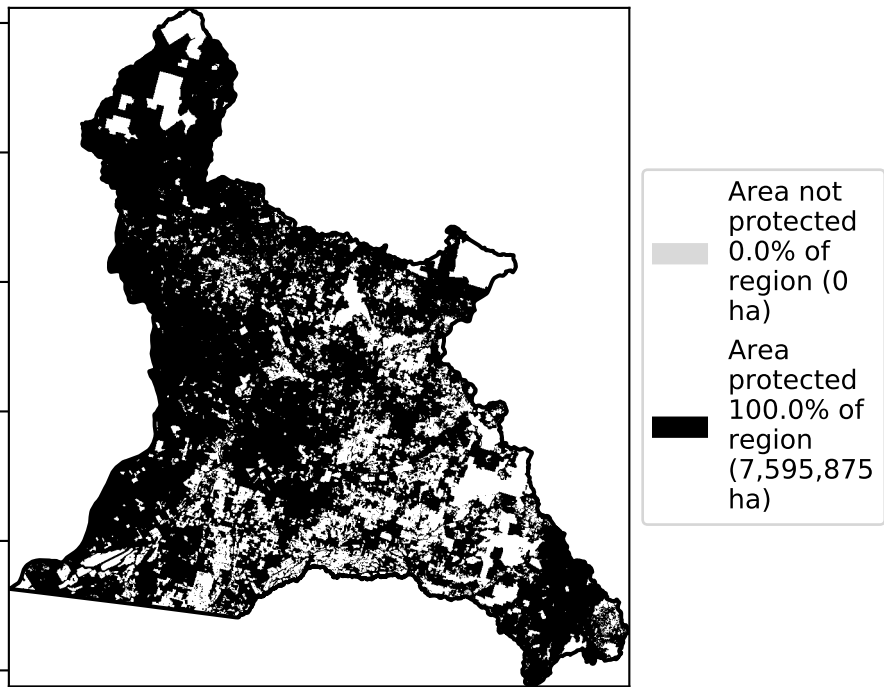 Area not
protected
0.0% of
region (0
ha)
Area
protected
100.0% of
region
(7,595,875
ha)